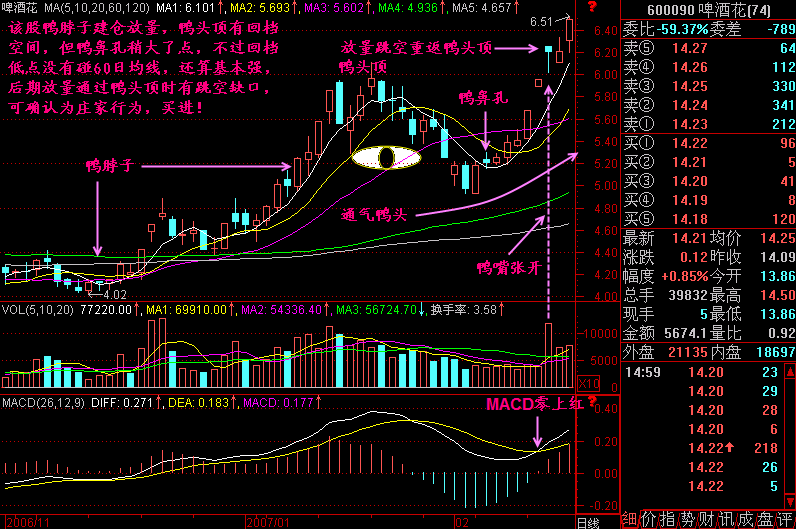 啤酒花 MA(5,10,20,60,120) MA1: 6.101↑, MA2: 5.693↑, MA3: 5.602↑, MA4: 4.936↑, MA5: 4.657↑
该股鸭脖子建仓放量，鸭头顶有回档
空间，但鸭鼻孔稍大了点，不过回档
低点没有碰60日均线，还算基本强，
后期放量通过鸭头顶时有跳空缺口，
可确认为庄家行为，买进！
6.51
?
放量跳空重返鸭头顶
鸭头顶
鸭鼻孔
鸭脖子
通气鸭头
鸭嘴张开
4.02
6.40
6.20
6.00
5.80
5.60
5.40
5.20
5.00
4.80
4.60
4.40
4.20
4.00
VOL(5,10,20) 77220.00↑, MA1: 69910.00↑, MA2: 54336.40↑, MA3: 56724.70↓, 换手率: 3.58↑
10000
5000
X10
MACD(26,12,9) DIFF: 0.271↑, DEA: 0.183↑, MACD: 0.177↑
MACD零上红
?
0.40
0.20
0.00
-0.20
2006/11
2007/01
02
日线
600090 啤酒花(74)
委比 -59.37% 委差 -789
卖⑤ 14.27 64
卖④ 14.26 112
卖③ 14.25 330
卖② 14.24 341
卖① 14.23 212
买① 14.22 96
买② 14.21 5
买③ 14.20 41
买④ 14.19 8
买⑤ 14.18 120
最新 14.21 均价 14.25
涨跌 0.12 昨收 14.09
幅度 +0.85% 今开 13.86
总手 39832 最高 14.50
现手 5 最低 13.86
金额 5674.1 量比 0.92
外盘 21135 内盘 18697
14:59 14.20 23
14.20 29
14.20 28
14.20 6
14.22↑ 218
14.22 26
14.22 5
细 价 指 势 财 讯 成 盘 评